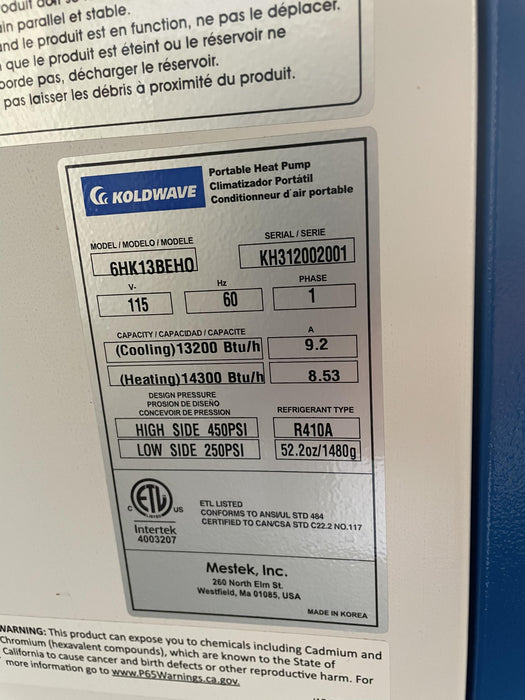 ain parallel et stable.
nd le produit est en function, ne pas le déplacer.
que le produit est éteint ou le réservoir ne
borde pas, décharger le réservoir.
pas laisser les débris à proximité du produit.
KOLDWAVE
Portable Heat Pump
Climatizador Portátil
Conditionneur d'air portable
MODEL / MODELO / MODELE
SERIAL / SERIE
6HK13BEH0
KH312002001
V~
Hz
PHASE
115
60
1
CAPACITY / CAPACIDAD / CAPACITE
A
(Cooling)13200 Btu/h
9.2
(Heating)14300 Btu/h
8.53
DESIGN PRESSURE
PROSION DE DISEÑO
CONCEVOIR DE PRESSION
REFRIGERANT TYPE
HIGH SIDE 450PSI
R410A
LOW SIDE 250PSI
52.2oz/1480g
C ETL US
LISTED
Intertek
4003207
ETL LISTED
CONFORMS TO ANSI/UL STD 484
CERTIFIED TO CAN/CSA STD C22.2 NO.117
Mestek, Inc.
260 North Elm St.
Westfield, Ma 01085, USA
MADE IN KOREA
WARNING: This product can expose you to chemicals including Cadmium and
Chromium (hexavalent compounds), which are known to the State of
California to cause cancer and birth defects or other reproductive harm. For
more information go to www.P65Warnings.ca.gov.